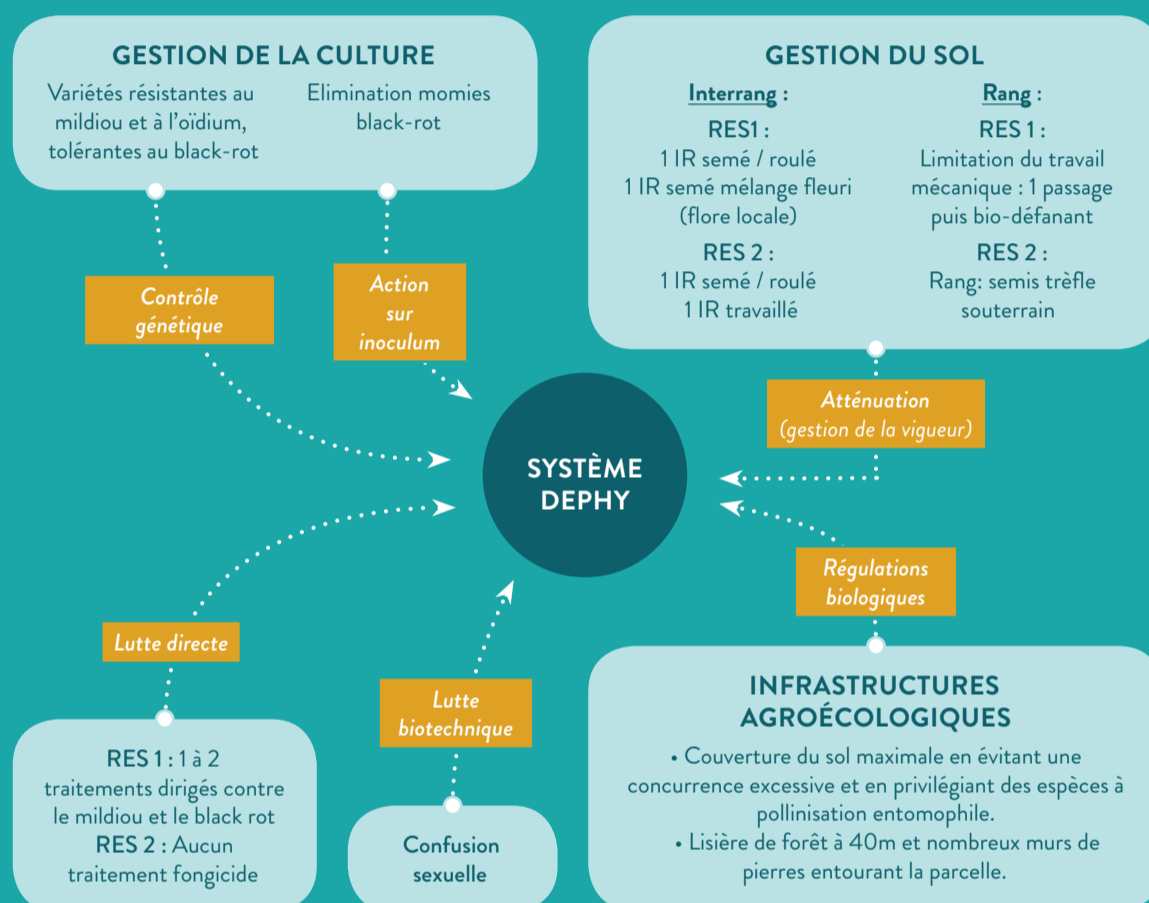 GESTION DE LA CULTURE
Variétés résistantes au
mildiou et à l'oïdium,
tolérantes au black-rot
Elimination momies
black-rot
GESTION DU SOL
Interrang :
RES1 :
1 IR semé / roulé
1 IR semé mélange fleuri
(flore locale)
RES 2 :
1 IR semé / roulé
1 IR travaillé
Rang :
RES 1 :
Limitation du travail
mécanique : 1 passage
puis bio-défanant
RES 2 :
Rang: semis trèfle
souterrain
Contrôle
génétique
Action
sur
inoculum
Atténuation
(gestion de la vigueur)
SYSTÈME
DEPHY
Régulations
biologiques
Lutte directe
Lutte
biotechnique
RES 1 : 1 à 2
traitements dirigés contre
le mildiou et le black rot
RES 2 : Aucun
traitement fongicide
Confusion
sexuelle
INFRASTRUCTURES
AGROÉCOLOGIQUES
• Couverture du sol maximale en évitant une
concurrence excessive et en privilégiant des espèces à
pollinisation entomophile.
• Lisière de forêt à 40m et nombreux murs de
pierres entourant la parcelle.